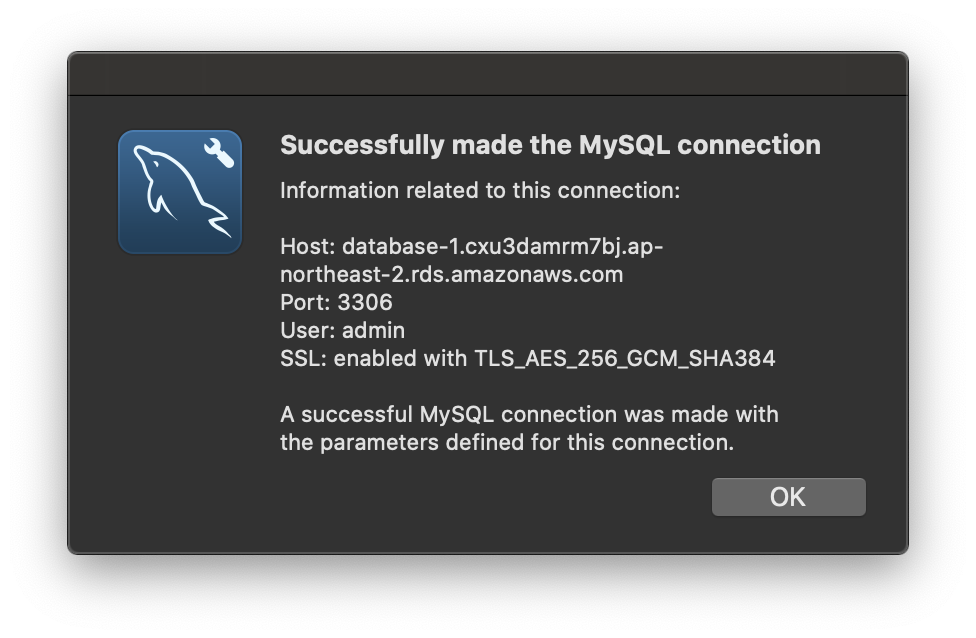 Successfully made the MySQL connection
Information related to this connection:
Host: database-1.cxu3damrm7bj.ap-
northeast-2.rds.amazonaws.com
Port: 3306
User: admin
SSL: enabled with TLS_AES_256_GCM_SHA384
A successful MySQL connection was made with
the parameters defined for this connection.
OK